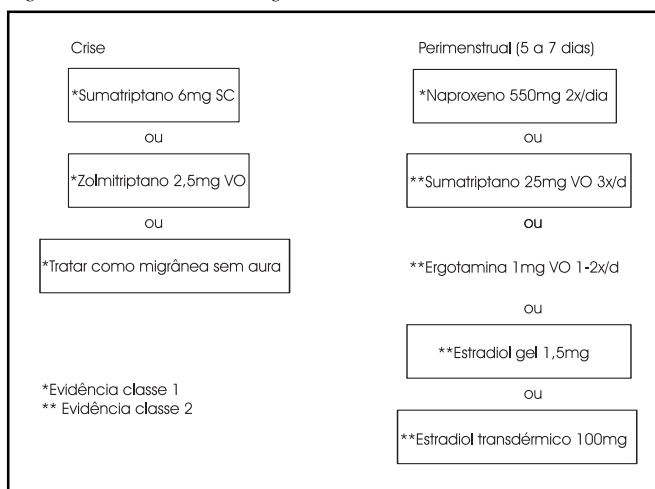 Crise
*Sumatriptano 6mg SC
ou
*Zolmitriptano 2,5mg VO
ou
*Tratar como migrânea sem aura
*Evidência classe 1
** Evidência classe 2
Perimenstrual (5 a 7 dias)
*Naproxeno 550mg 2x/dia
ou
**Sumatriptano 25mg VO 3x/d
ou
**Ergotamina 1mg VO 1-2x/d
ou
**Estradiol gel 1,5mg
ou
**Estradiol transdérmico 100mg